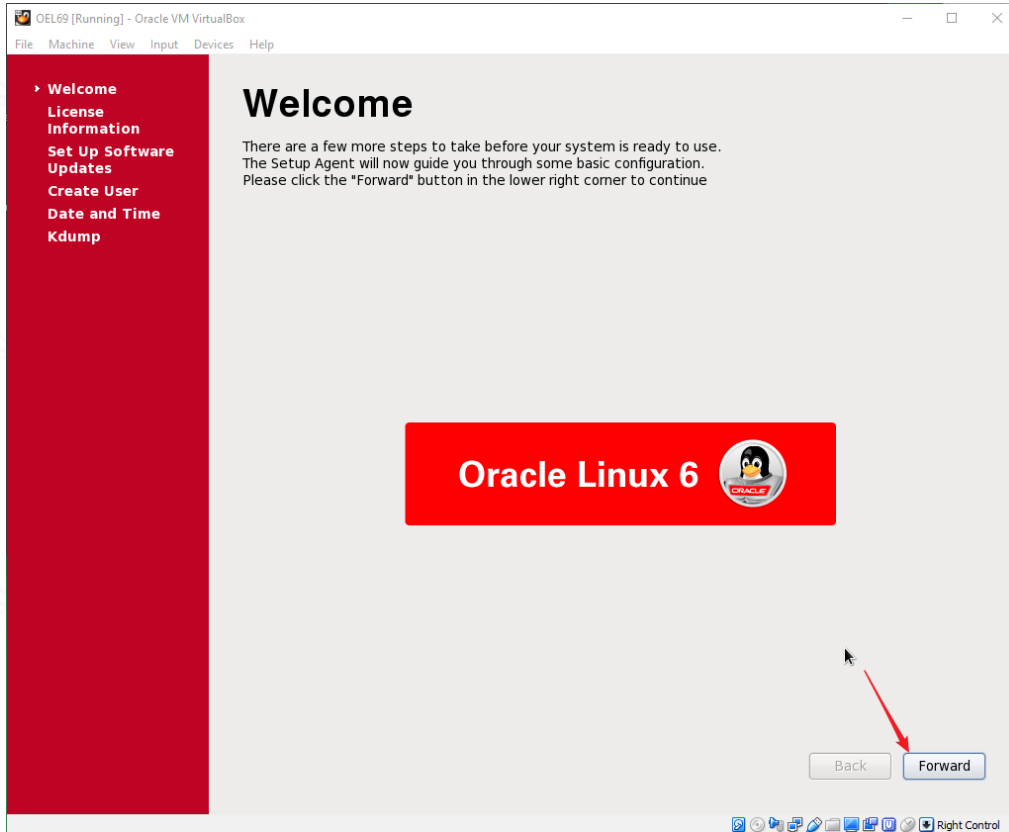 OEL69 [Running] - Oracle VM VirtualBox
File Machine View Input Devices Help
Welcome
License
Information
Set Up Software
Updates
Create User
Date and Time
Kdump
Welcome
There are a few more steps to take before your system is ready to use.
The Setup Agent will now guide you through some basic configuration.
Please click the "Forward" button in the lower right corner to continue
Oracle Linux 6
ORACLE
Back
Forward
Right Control